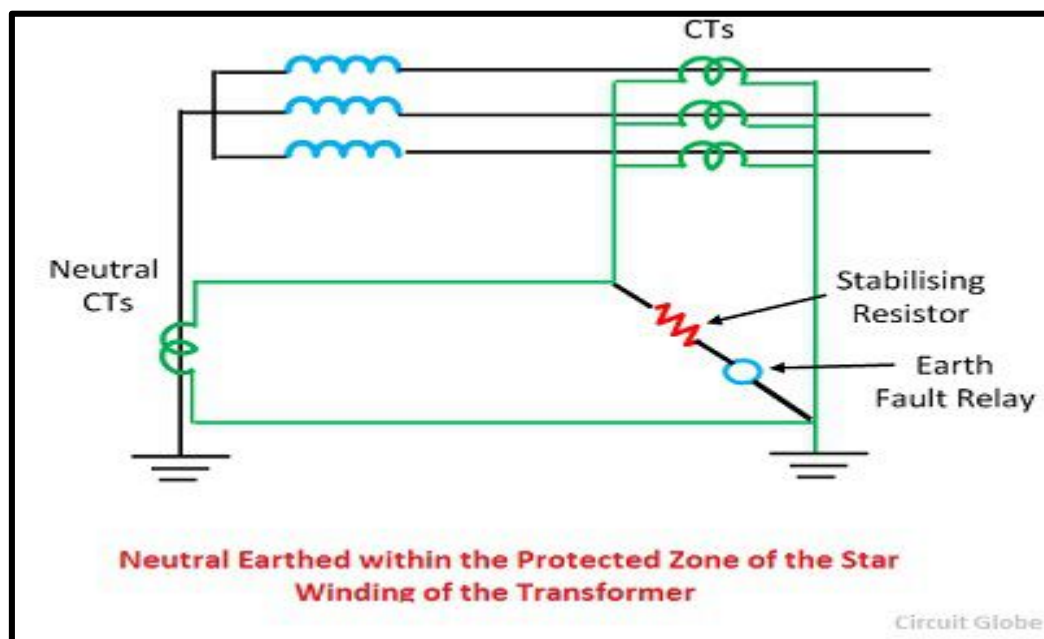 CTs
Neutral
CTs
Stabilising
Resistor
Earth
Fault Relay
Neutral Earthed within the Protected Zone of the Star
Winding of the Transformer
Circuit Globe